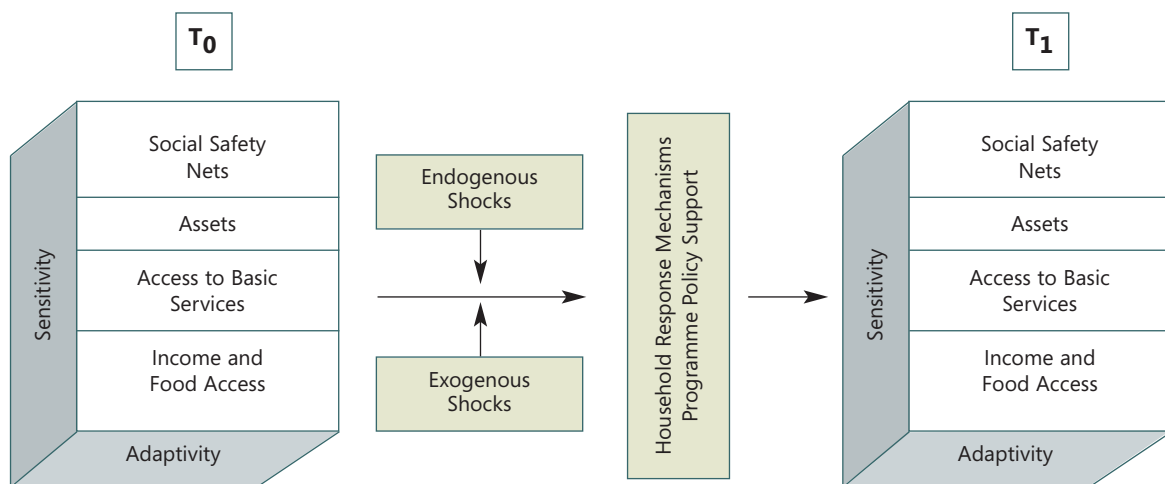 T0
T1
Sensitivity
Social Safety
Nets
Assets
Access to Basic
Services
Income and
Food Access
Adaptivity
Endogenous
Shocks
Exogenous
Shocks
Household Response Mechanisms
Programme Policy Support
Sensitivity
Social Safety
Nets
Assets
Access to Basic
Services
Income and
Food Access
Adaptivity